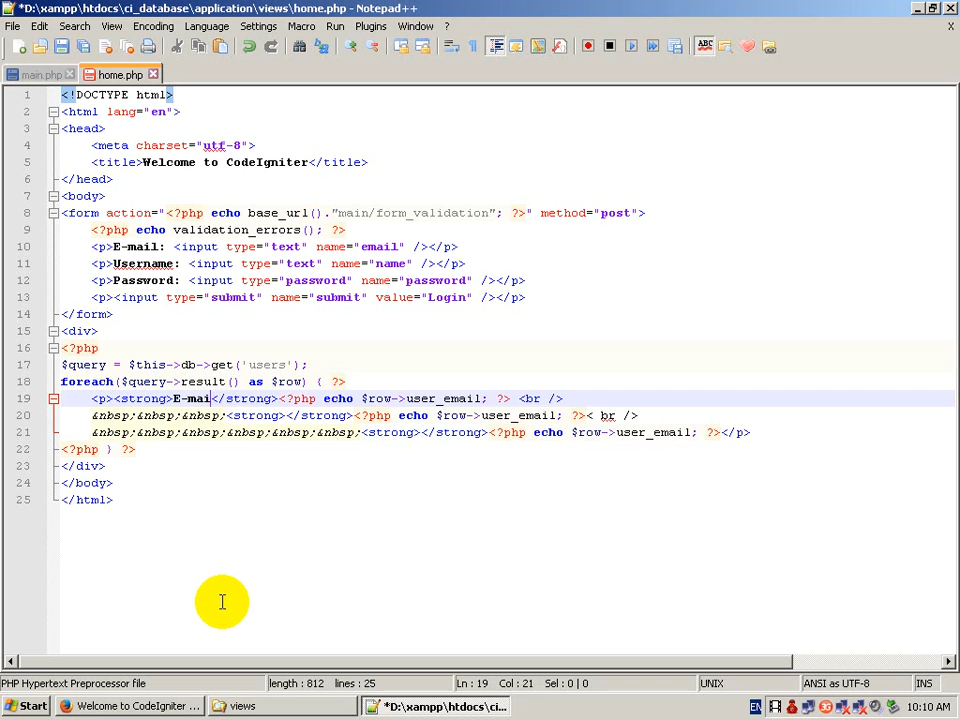 *D:\xampp\htdocs\ci_database\application\views\home.php - Notepad++
File Edit Search View Encoding Language Settings Macro Run Plugins Window ? X
ABC
main.php home.php
1 <!DOCTYPE html>
2 <html lang="en">
3 <head>
4 <meta charset="utf-8">
5 <title>Welcome to CodeIgniter</title>
6 </head>
7 <body>
8 <form action="<?php echo base_url()."main/form_validation"; ?>" method="post">
9 <?php echo validation_errors(); ?>
10 <p>E-mail: <input type="text" name="email" /></p>
11 <p>Username: <input type="text" name="name" /></p>
12 <p>Password: <input type="password" name="password" /></p>
13 <p><input type="submit" name="submit" value="Login" /></p>
14 </form>
15 <div>
16 <?php
17 $query = $this->db->get('users');
18 foreach($query->result() as $row) { ?>
19 <p><strong>E-mai</strong><?php echo $row->user_email; ?> <br />
20 &nbsp;&nbsp;&nbsp;<strong></strong><?php echo $row->user_email; ?>< br />
21 &nbsp;&nbsp;&nbsp;&nbsp;&nbsp;&nbsp;<strong></strong><?php echo $row->user_email; ?></p>
22 <?php } ?>
23 </div>
24 </body>
25 </html>
PHP Hypertext Preprocessor file length : 812 lines : 25 Ln : 19 Col : 21 Sel : 0 | 0 UNIX ANSI as UTF-8 INS
Start Welcome to CodeIgniter ... views *D:\xampp\htdocs\ci... EN 10:10 AM